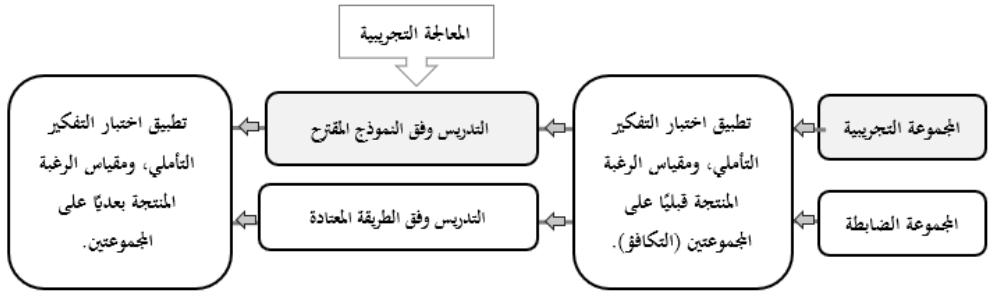 المعالجة التجريبية
المجموعة التجريبية
المجموعة الضابطة
تطبيق اختبار التفكير
التأملي، ومقياس الرغبة
المنتجة قبليًا على
المجموعتين (التكافؤ).
التدريس وفق النموذج المقترح
التدريس وفق الطريقة المعتادة
تطبيق اختبار التفكير
التأملي، ومقياس الرغبة
المنتجة بعديًا على
المجموعتين.